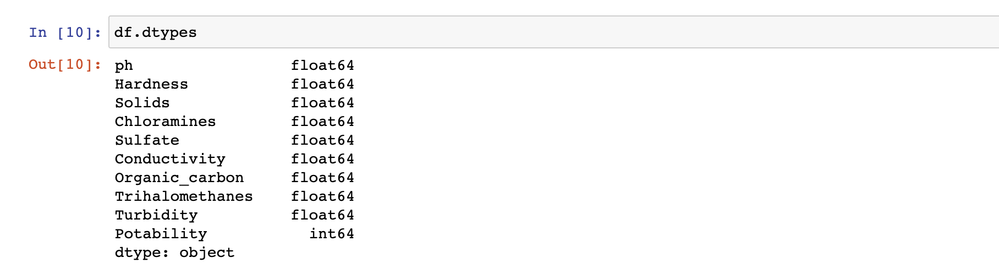 In [10]: df.dtypes
Out[10]: ph float64
Hardness float64
Solids float64
Chloramines float64
Sulfate float64
Conductivity float64
Organic_carbon float64
Trihalomethanes float64
Turbidity float64
Potability int64
dtype: object